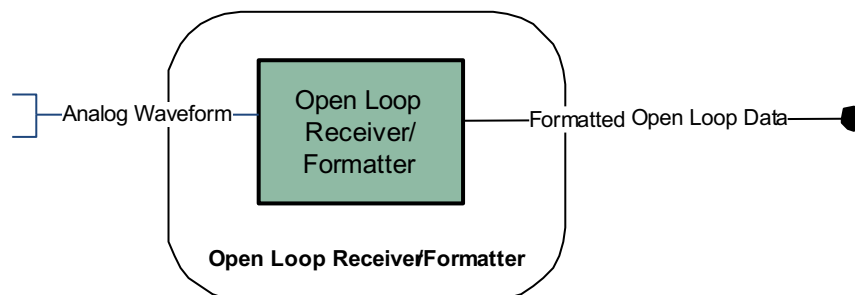 Analog Waveform
Open Loop
Receiver/
Formatter
Formatted Open Loop Data
Open Loop Receiver/Formatter